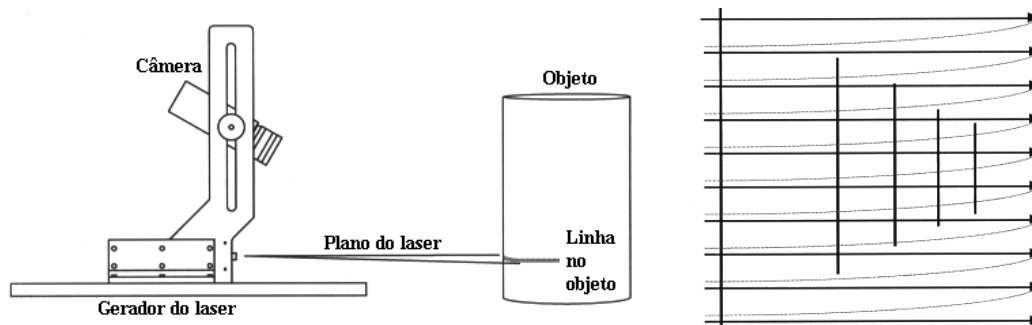 Câmera
Objeto
Plano do laser
Linha
no
objeto
Gerador do laser